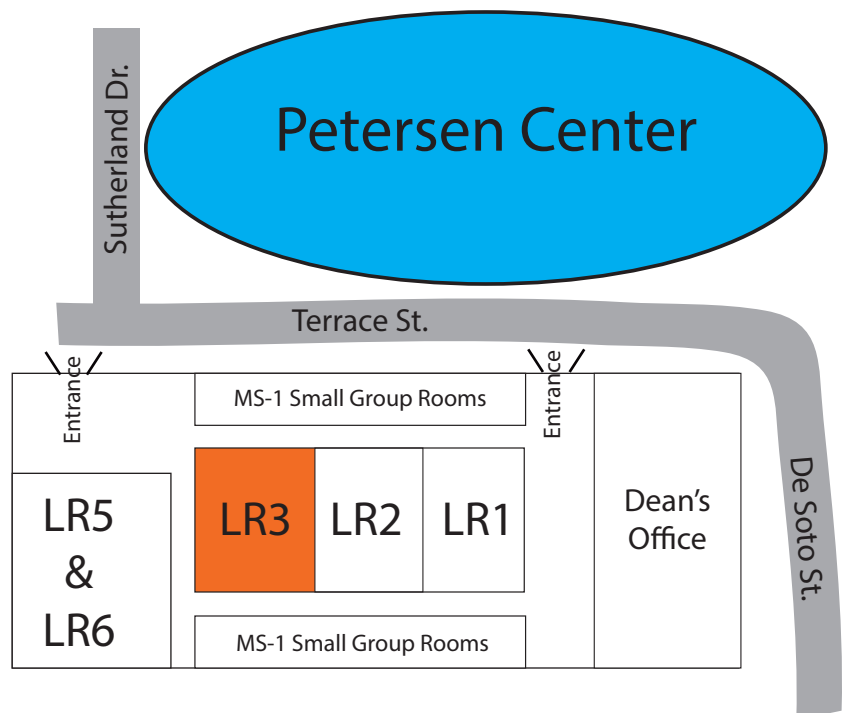 Sutherland Dr.
Petersen Center
Terrace St.
Entrance
Entrance
MS-1 Small Group Rooms
LR5
&
LR6
LR3
LR2
LR1
Dean’s
Office
De Soto St.
MS-1 Small Group Rooms